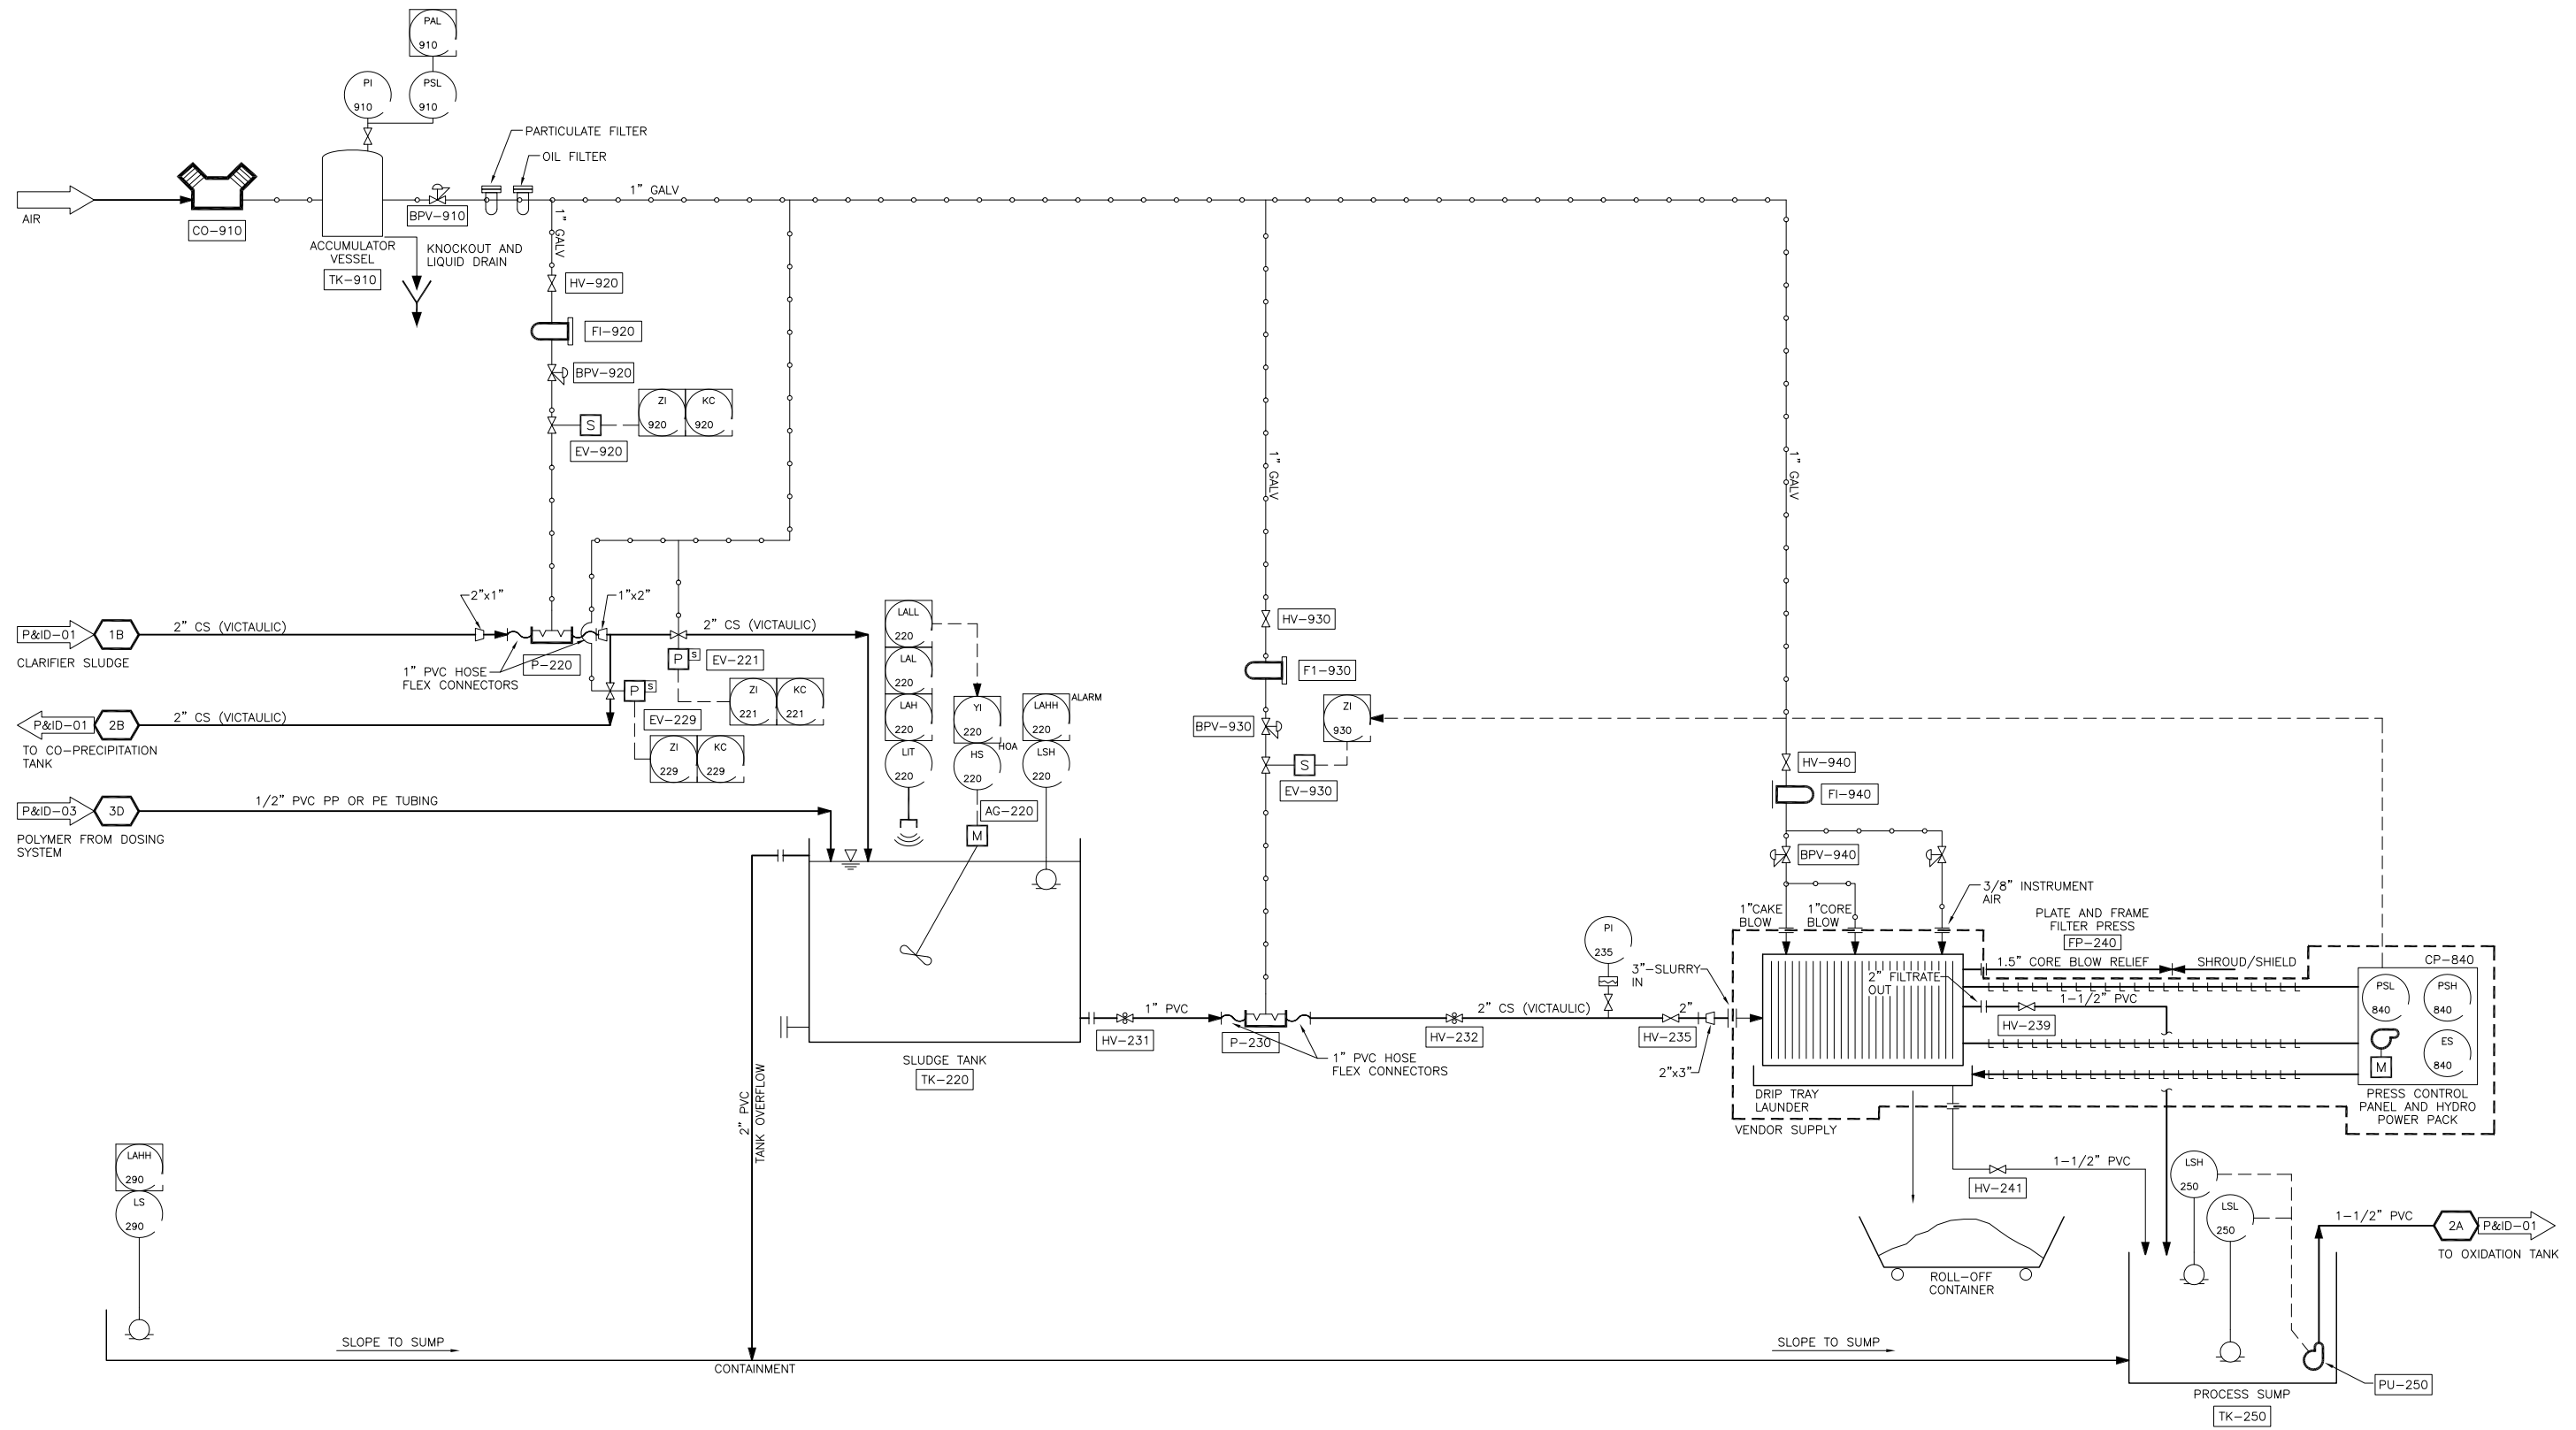 PAL
910
PI
910
PSL
910
PARTICULATE FILTER
OIL FILTER
AIR
CO-910
ACCUMULATOR
VESSEL
TK-910
KNOCKOUT AND
LIQUID DRAIN
BPV-910
1" GALV
1" GALV
HV-920
FI-920
BPV-920
S
EV-920
ZI
920
KC
920
1" GALV
1" GALV
P&ID-01
1B
2" CS (VICTAULIC)
CLARIFIER SLUDGE
2"x1"
1"x2"
P-220
1" PVC HOSE
FLEX CONNECTORS
2" CS (VICTAULIC)
P
S
EV-221
ZI
221
KC
221
P
S
EV-229
ZI
229
KC
229
P&ID-01
2B
2" CS (VICTAULIC)
TO CO-PRECIPITATION
TANK
P&ID-03
3D
1/2" PVC PP OR PE TUBING
POLYMER FROM DOSING
SYSTEM
LALL
220
LAL
220
LAH
220
LIT
220
YI
220
HS
220
HOA
AG-220
M
LAHH
220
ALARM
LSH
220
SLUDGE TANK
TK-220
2" PVC
TANK OVERFLOW
HV-930
F1-930
BPV-930
S
EV-930
ZI
930
HV-231
1" PVC
P-230
1" PVC HOSE
FLEX CONNECTORS
HV-232
2" CS (VICTAULIC)
PI
235
HV-235
2"
2"x3"
3"-SLURRY
IN
HV-940
FI-940
BPV-940
3/8" INSTRUMENT
AIR
1"CAKE
BLOW
1"CORE
BLOW
PLATE AND FRAME
FILTER PRESS
FP-240
1.5" CORE BLOW RELIEF
SHROUD/SHIELD
2" FILTRATE
OUT
1-1/2" PVC
HV-239
DRIP TRAY
LAUNDER
VENDOR SUPPLY
CP-840
PSL
840
PSH
840
ES
840
M
PRESS CONTROL
PANEL AND HYDRO
POWER PACK
HV-241
1-1/2" PVC
ROLL-OFF
CONTAINER
LSH
250
LSL
250
1-1/2" PVC
2A
P&ID-01
TO OXIDATION TANK
PU-250
PROCESS SUMP
TK-250
LAHH
290
LS
290
SLOPE TO SUMP
CONTAINMENT
SLOPE TO SUMP